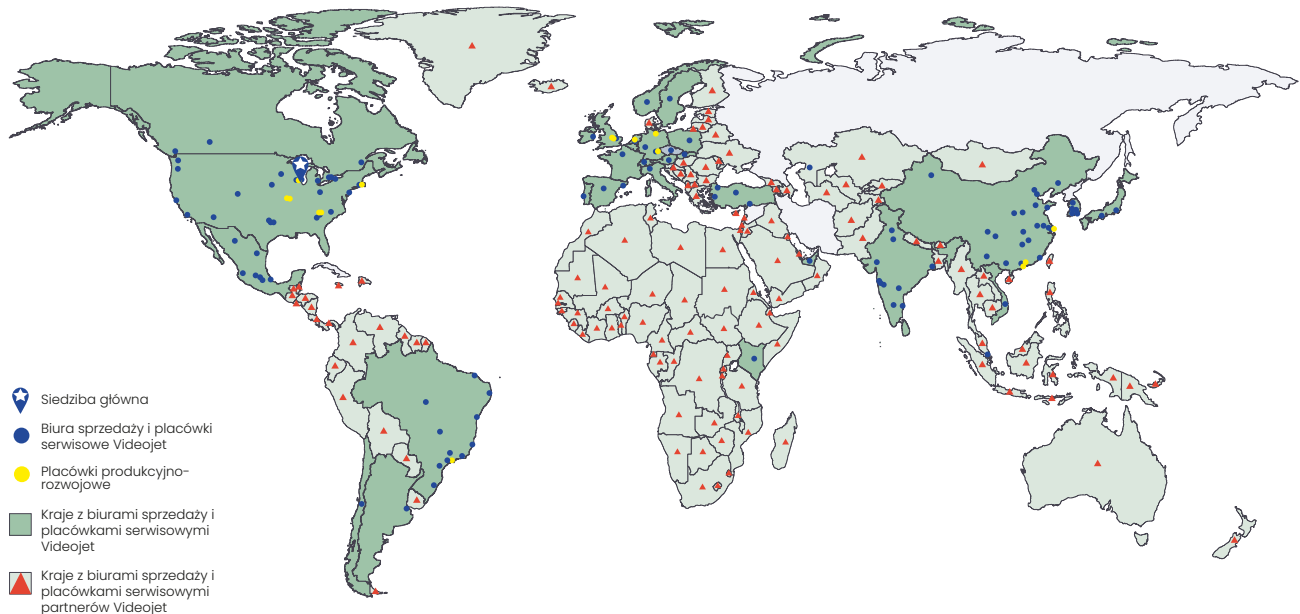 Siedziba główna
Biura sprzedaży i placówki
serwisowe Videojet
Placówki produkcyjno-
rozwojowe
Kraje z biurami sprzedaży i
placówkami serwisowymi
Videojet
Kraje z biurami sprzedaży i
placówkami serwisowymi
partnerów Videojet